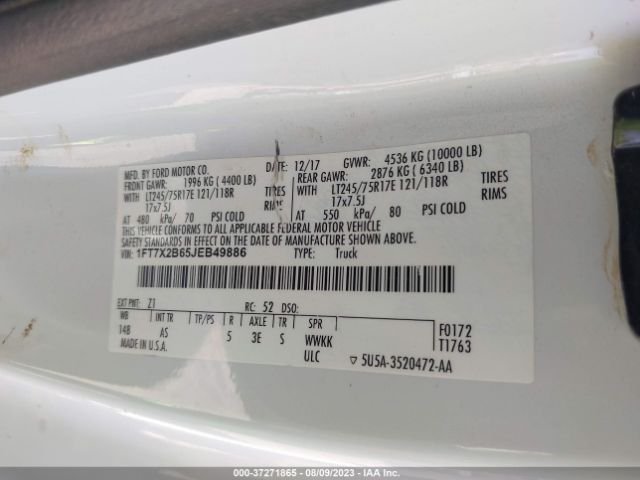 MFD. BY FORD MOTOR CO. DATE: 12/17 GVWR: 4536 KG (10000 LB)
FRONT GAWR: 1996 KG ( 4400 LB) REAR GAWR: 2876 KG ( 6340 LB)
WITH LT245/75R17E 121/118R TIRES WITH LT245/75R17E 121/118R TIRES
17x7.5J RIMS 17x7.5J RIMS
AT 480 kPa/ 70 PSI COLD AT 550 kPa/ 80 PSI COLD
THIS VEHICLE CONFORMS TO ALL APPLICABLE FEDERAL MOTOR VEHICLE
SAFETY STANDARDS IN EFFECT ON THE DATE OF MANUFACTURE SHOWN ABOVE.
VIN: 1FT7X2B65JEB49886 TYPE: Truck
EXT PNT: Z1 RC: 52 DSO:
WB INT TR TP/PS R AXLE TR SPR F0172
148 AS 5 3E S WWKK T1763
MADE IN U.S.A. ULC ▽ 5U5A-3520472-AA
000-37271865 - 08/09/2023 - IAA Inc.